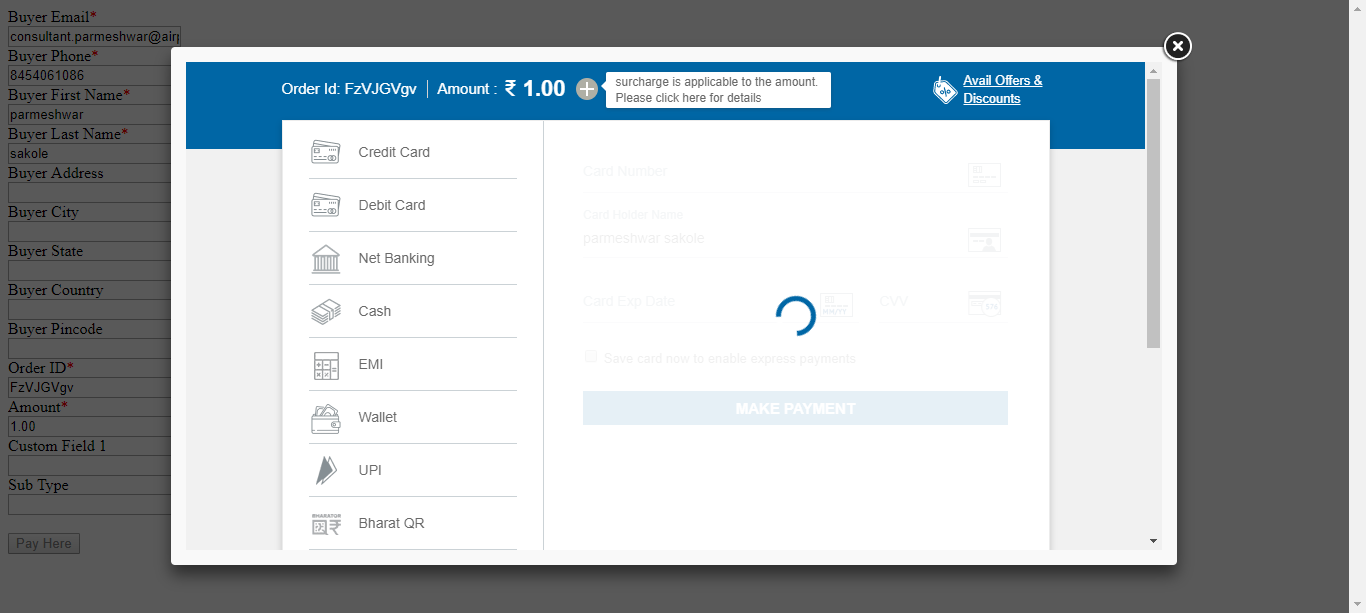 Buyer Email*
consultant.parmeshwar@air
Buyer Phone*
8454061086
Buyer First Name*
parmeshwar
Buyer Last Name*
sakole
Buyer Address
Buyer City
Buyer State
Buyer Country
Buyer Pincode
Order ID*
FzVJGVgv
Amount*
1.00
Custom Field 1
Sub Type
Pay Here
Order Id: FzVJGVgv Amount : ₹ 1.00
surcharge is applicable to the amount.
Please click here for details
Avail Offers &
Discounts
Credit Card
Debit Card
Net Banking
Cash
EMI
Wallet
UPI
BHARATQR
Bharat QR
Card Number
Card Holder Name
parmeshwar sakole
Card Exp Date
MM/YY
CVV
Save card now to enable express payments
MAKE PAYMENT